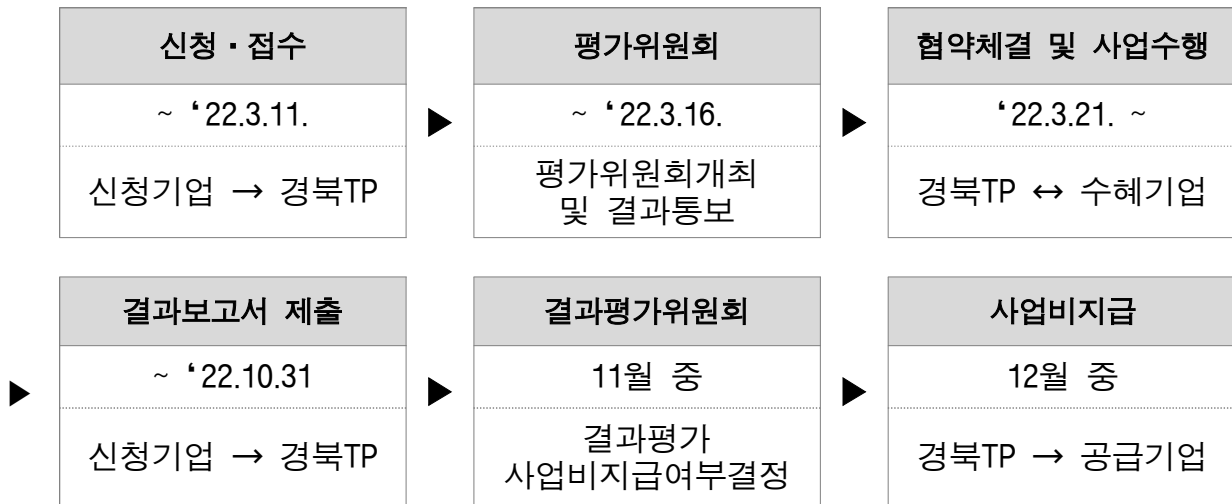 신청・접수
~ ‘22.3.11.
신청기업 → 경북TP
▶
평가위원회
~ ‘22.3.16.
평가위원회개최
및 결과통보
▶
협약체결 및 사업수행
‘22.3.21. ~
경북TP ↔ 수혜기업
▶
결과보고서 제출
~ ‘22.10.31
신청기업 → 경북TP
▶
결과평가위원회
11월 중
결과평가
사업비지급여부결정
▶
사업비지급
12월 중
경북TP → 공급기업